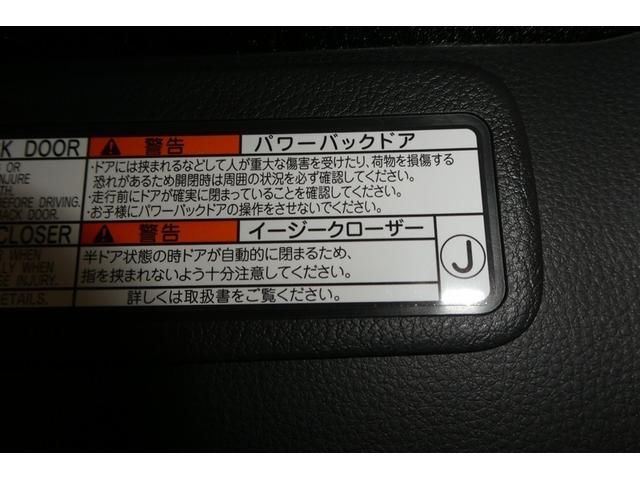 K DOOR
警告 パワーバックドア
・ドアには挟まれるなどして人が重大な傷害を受けたり、荷物を損傷する
恐れがあるため開閉時は周囲の状況を必ず確認してください。
・走行前にドアが確実に閉まっていることを確認してください。
・お子様にパワーバックドアの操作をさせないでください。
OR
NJURE
TH.
BEFORE DRIVING.
BACK DOOR.
CLOSER
警告 イージークローザー
半ドア状態の時ドアが自動的に閉まるため、
指を挟まれないよう十分注意してください。
WHEN
LY WHEN
SE INJURY.
ETAILS.
詳しくは取扱書をご覧ください。
J